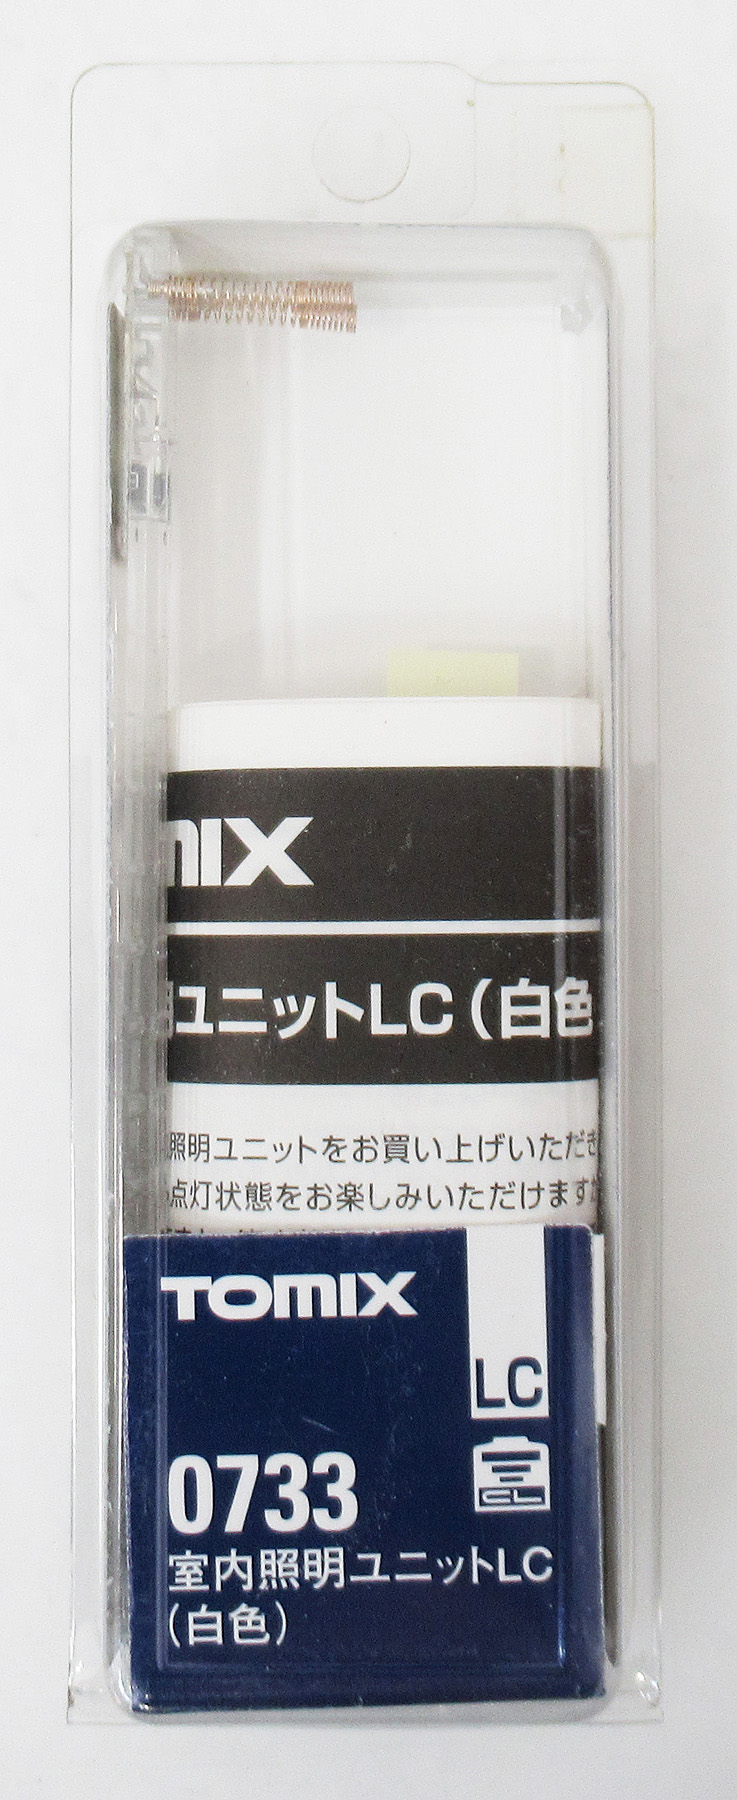 MIX
ユニットLC（白色
照明ユニットをお買い上げいただき
点灯状態をお楽しみいただけますが
TOMIX
LC
CL
0733
室内照明ユニットLC
（白色）